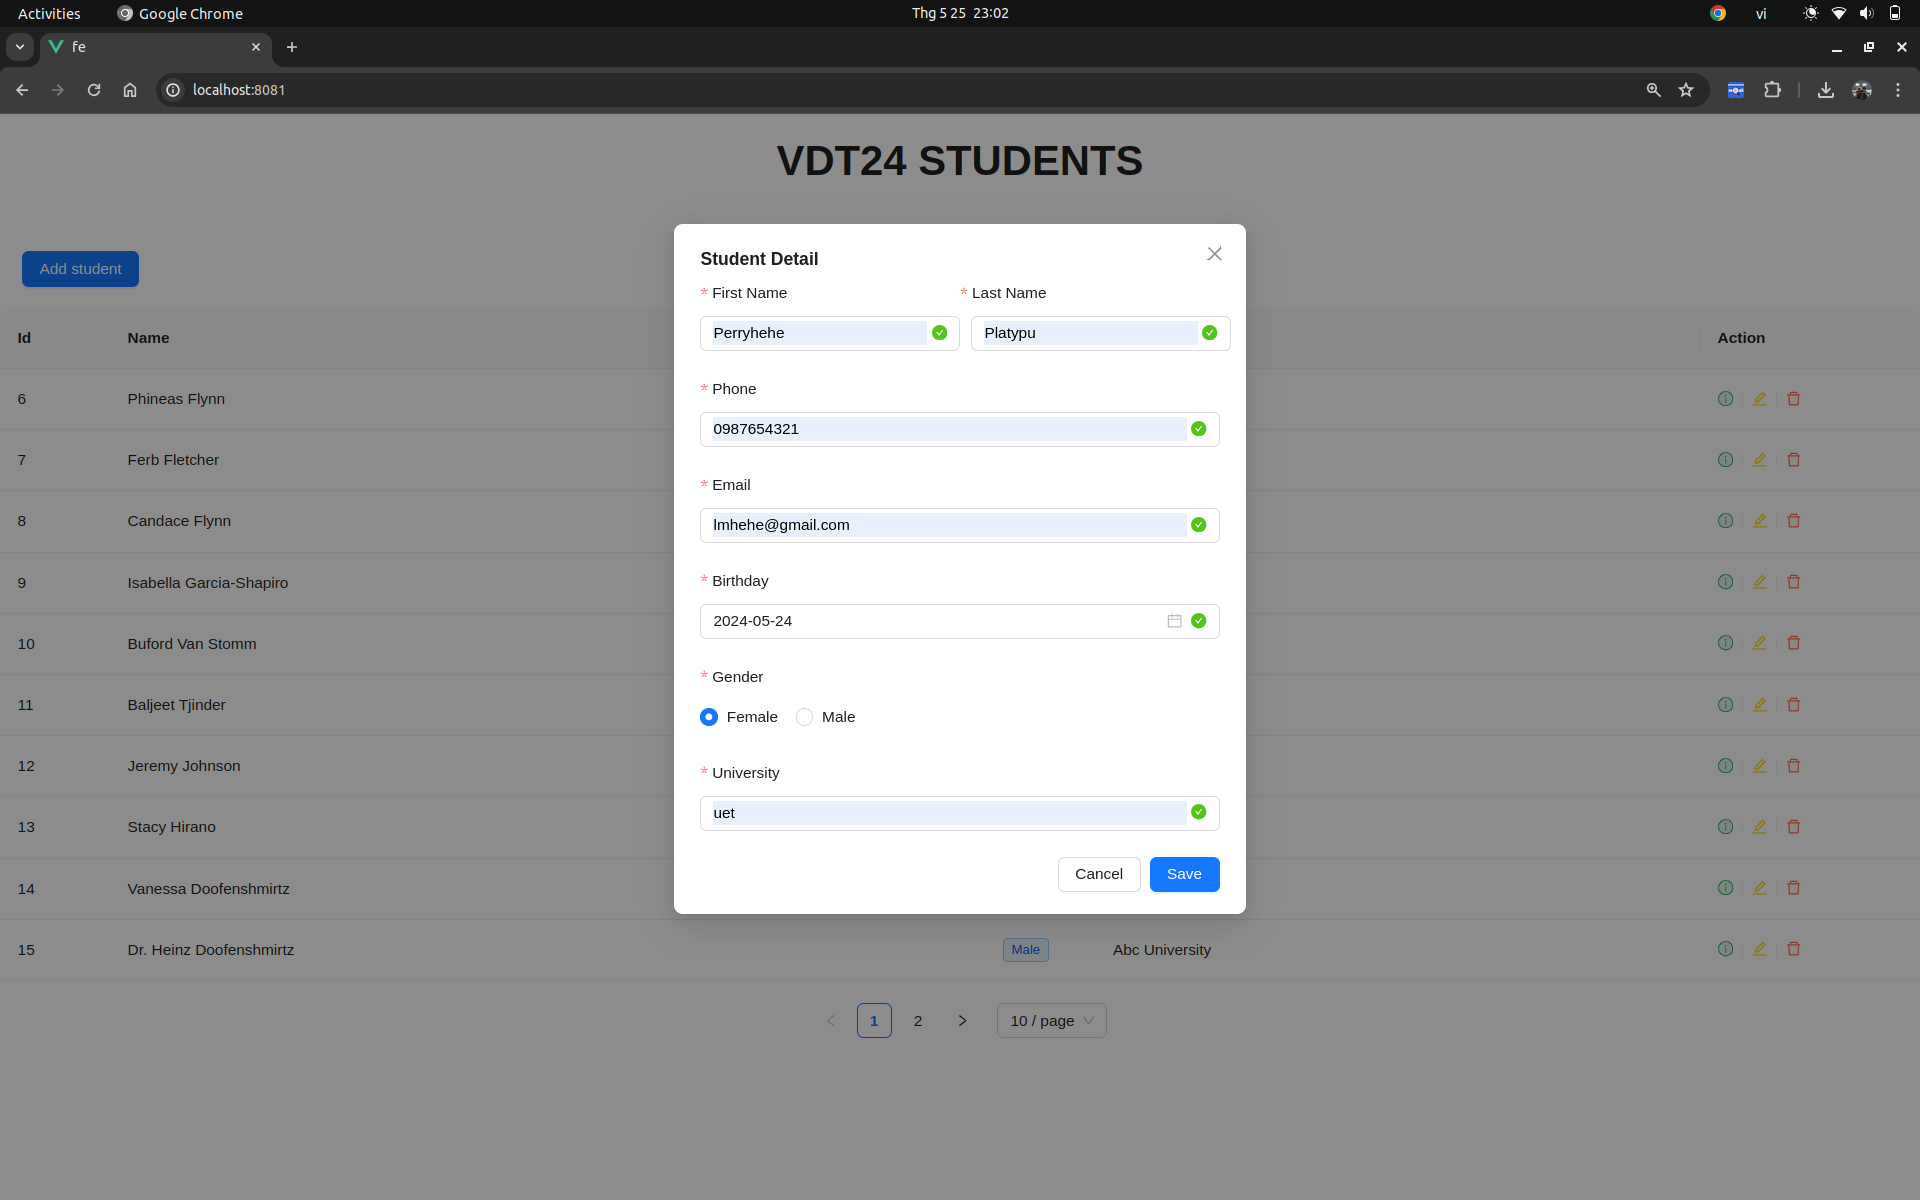 Activities Google Chrome Thg 5 25 23:02 vi
fe
localhost:8081
VDT24 STUDENTS
Add student
Student Detail
* First Name * Last Name
Perryhehe Platypu
* Phone
0987654321
* Email
lmhehe@gmail.com
* Birthday
2024-05-24
* Gender
Female Male
* University
uet
Cancel Save
Id Name Action
6 Phineas Flynn
7 Ferb Fletcher
8 Candace Flynn
9 Isabella Garcia-Shapiro
10 Buford Van Stomm
11 Baljeet Tjinder
12 Jeremy Johnson
13 Stacy Hirano
14 Vanessa Doofenshmirtz
15 Dr. Heinz Doofenshmirtz Male Abc University
1 2 10 / page